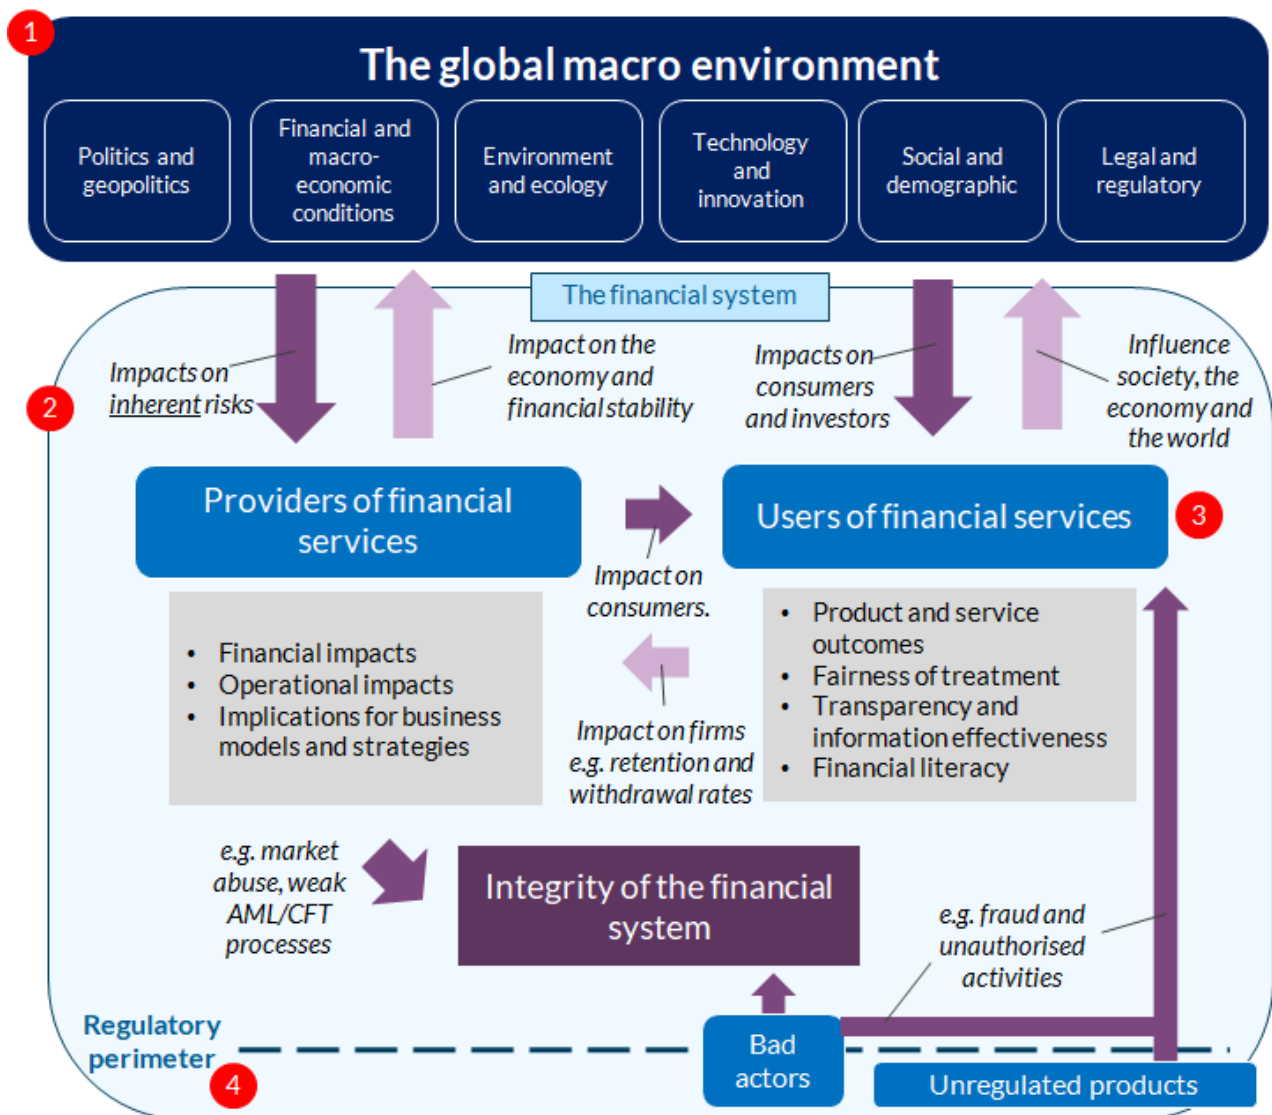 1
The global macro environment
Politics and
geopolitics
Financial and
macro-
economic
conditions
Environment
and ecology
Technology
and
innovation
Social and
demographic
Legal and
regulatory
The financial system
Impacts on
inherent risks
Impact on the
economy and
financial stability
Impacts on
consumers
and investors
Influence
society, the
economy and
the world
2
Providers of financial
services
Users of financial services
3
Impact on
consumers.
• Financial impacts
• Operational impacts
• Implications for business
models and strategies
Impact on firms
e.g. retention and
withdrawal rates
• Product and service
outcomes
• Fairness of treatment
• Transparency and
information effectiveness
• Financial literacy
e.g. market
abuse, weak
AML/CFT
processes
Integrity of the financial
system
e.g. fraud and
unauthorised
activities
Regulatory
perimeter
4
Bad
actors
Unregulated products